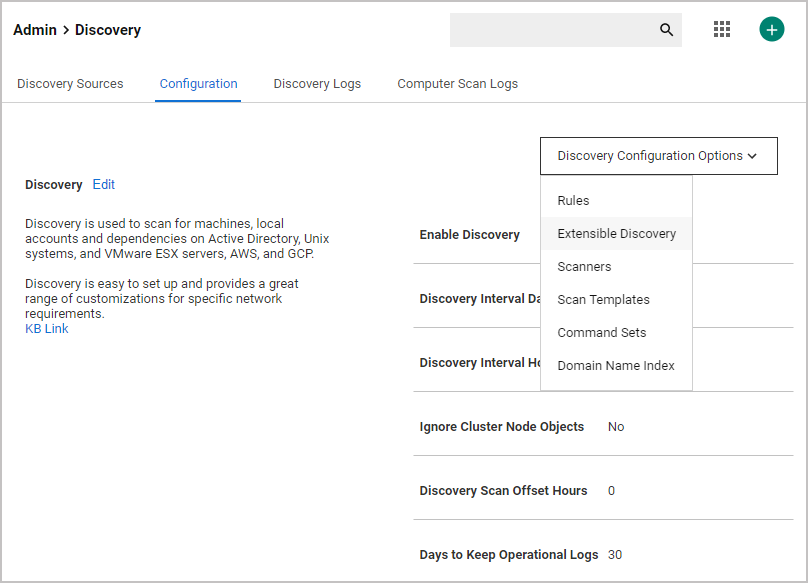 Admin > Discovery
Discovery Sources
Configuration
Discovery Logs
Computer Scan Logs
Discovery Configuration Options
Rules
Extensible Discovery
Scanners
Scan Templates
Command Sets
Domain Name Index
Discovery Edit
Discovery is used to scan for machines, local
accounts and dependencies on Active Directory, Unix
systems, and VMware ESX servers, AWS, and GCP.
Discovery is easy to set up and provides a great
range of customizations for specific network
requirements.
KB Link
Enable Discovery
Discovery Interval
Discovery Interval
Ignore Cluster Node Objects No
Discovery Scan Offset Hours 0
Days to Keep Operational Logs 30